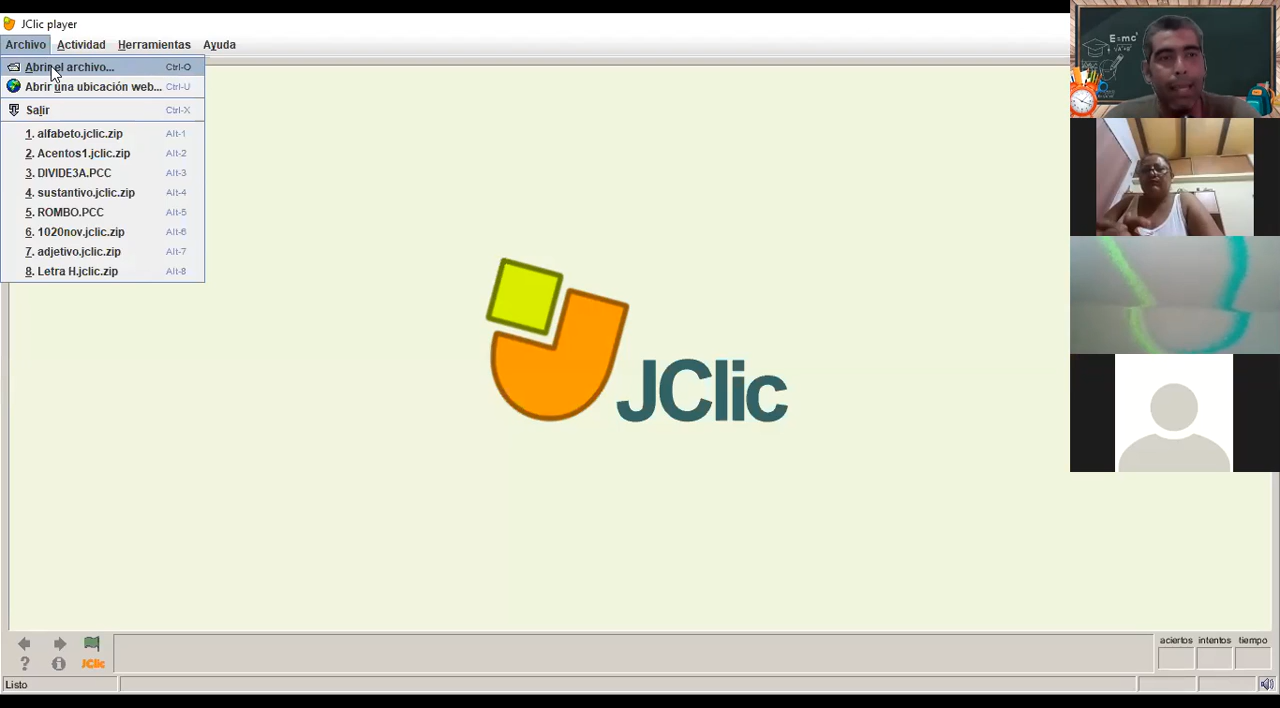 JClic player
Archivo Actividad Herramientas Ayuda
Abrir el archivo... Ctrl-O
Abrir una ubicación web... Ctrl-U
Salir Ctrl-X
1. alfabeto.jclic.zip Alt-1
2. Acentos1.jclic.zip Alt-2
3. DIVIDE3A.PCC Alt-3
4. sustantivo.jclic.zip Alt-4
5. ROMBO.PCC Alt-5
6. 1020nov.jclic.zip Alt-6
7. adjetivo.jclic.zip Alt-7
8. Letra H.jclic.zip Alt-8
JClic
E=mc²
aciertos intentos tiempo
JClic
Listo